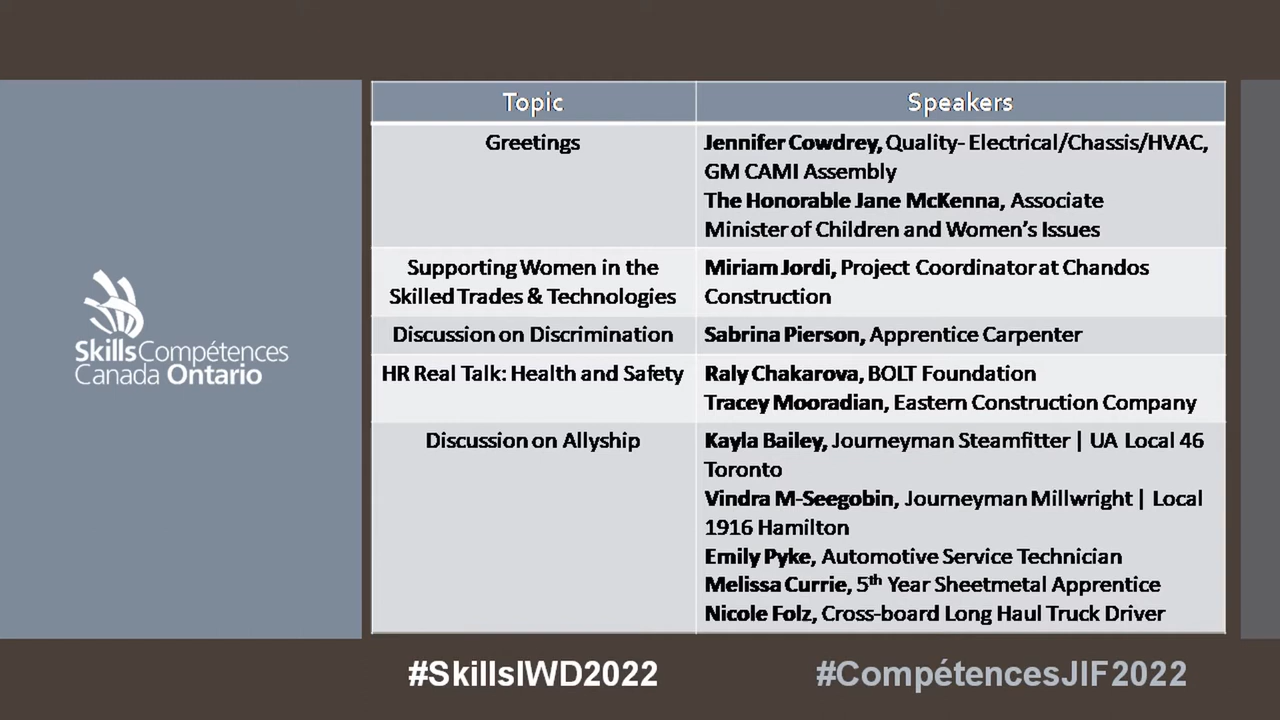 Topic
Speakers
Greetings
Jennifer Cowdrey, Quality- Electrical/Chassis/HVAC,
GM CAMI Assembly
The Honorable Jane McKenna, Associate
Minister of Children and Women's Issues
Supporting Women in the
Skilled Trades & Technologies
Miriam Jordi, Project Coordinator at Chandos
Construction
Discussion on Discrimination
Sabrina Pierson, Apprentice Carpenter
HR Real Talk: Health and Safety
Raly Chakarova, BOLT Foundation
Tracey Mooradian, Eastern Construction Company
Discussion on Allyship
Kayla Bailey, Journeyman Steamfitter | UA Local 46
Toronto
Vindra M-Seegobin, Journeyman Millwright | Local
1916 Hamilton
Emily Pyke, Automotive Service Technician
Melissa Currie, 5th Year Sheetmetal Apprentice
Nicole Folz, Cross-board Long Haul Truck Driver
SkillsCompétences
Canada Ontario
#SkillsIWD2022
#CompétencesJIF2022